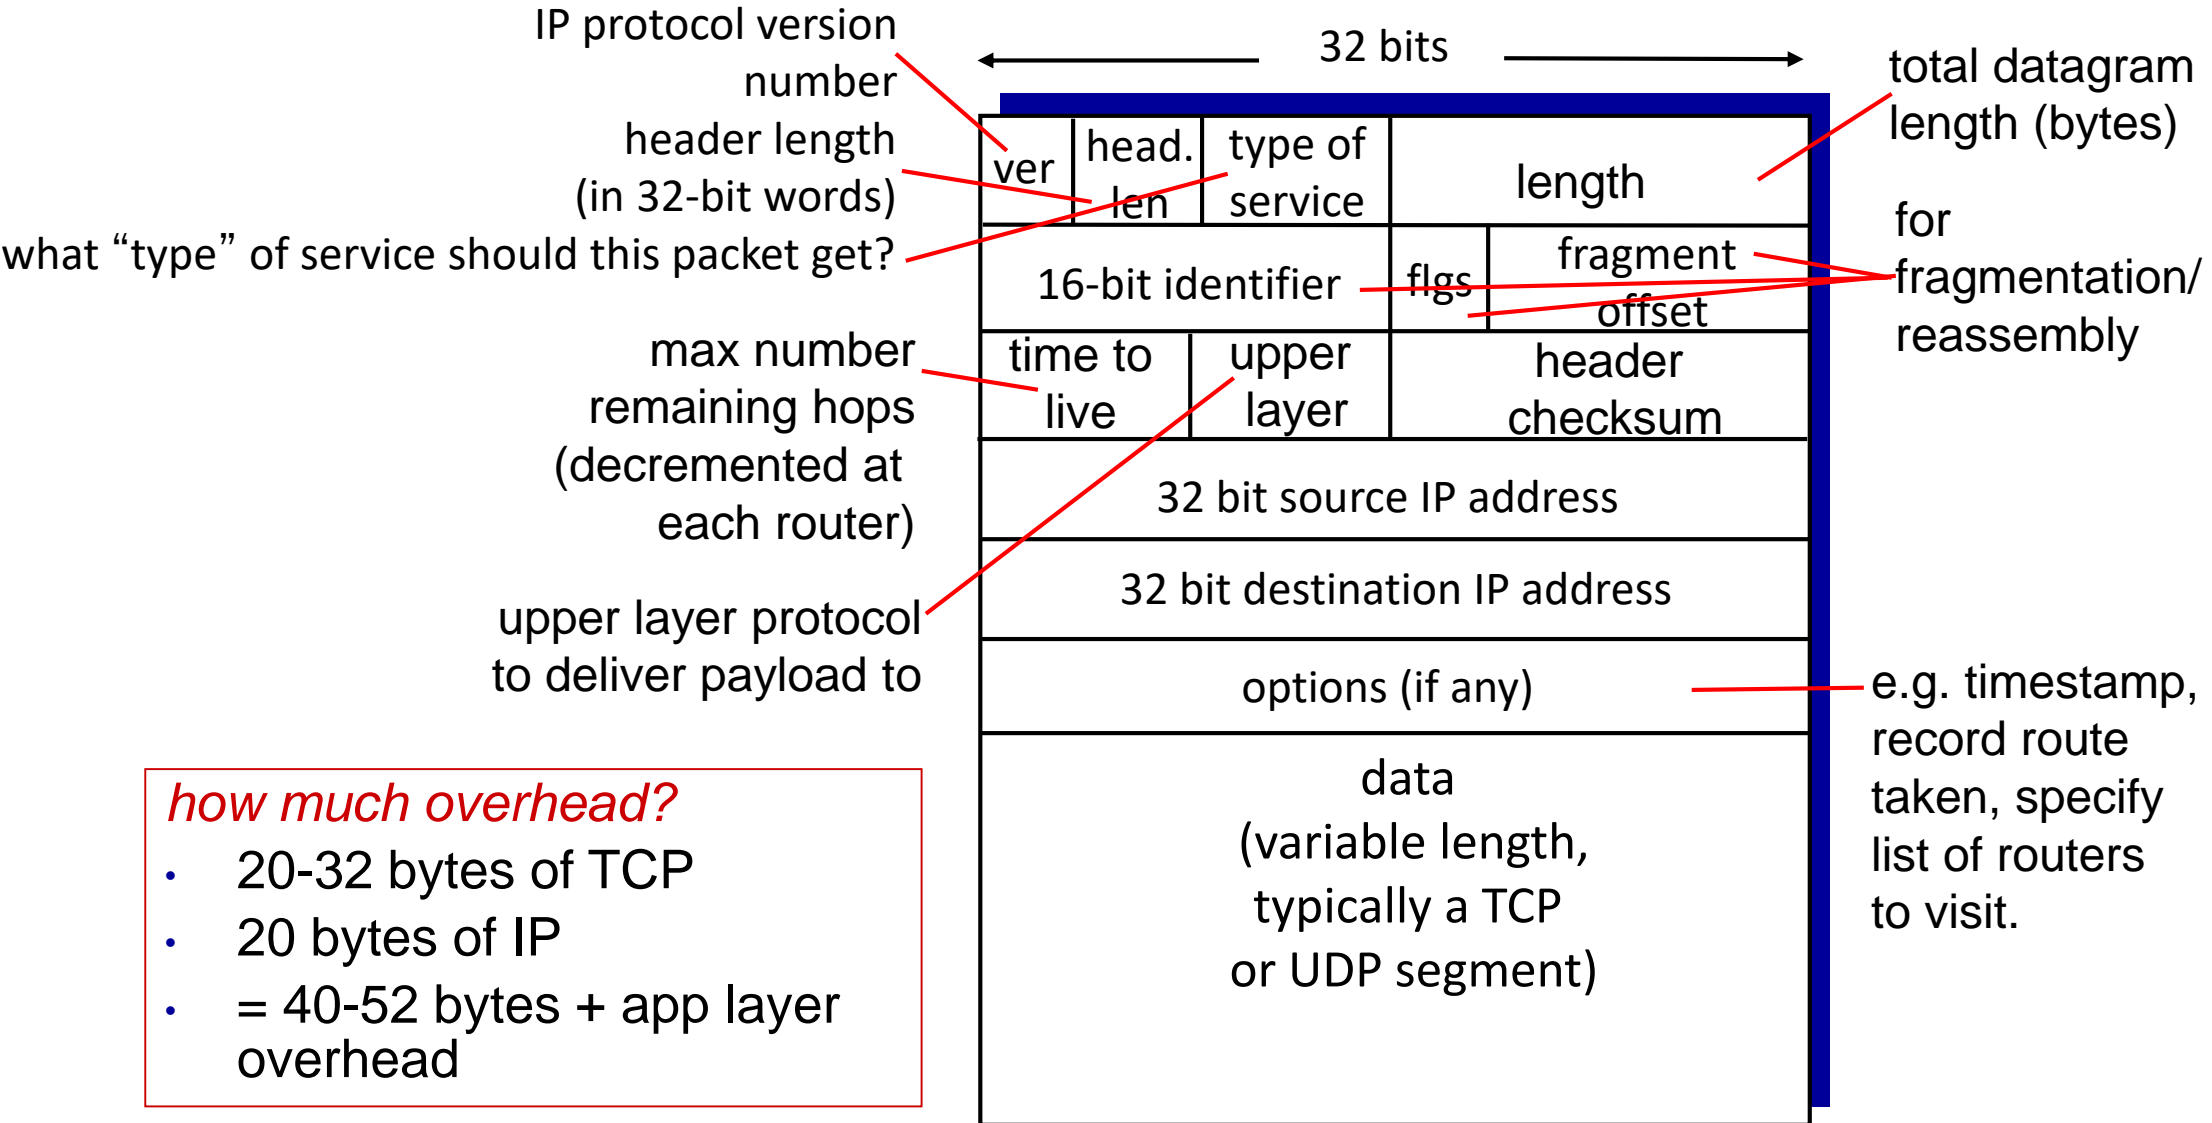 IP protocol version
number
header length
(in 32-bit words)
what “type” of service should this packet get?
max number
remaining hops
(decremented at
each router)
upper layer protocol
to deliver payload to
how much overhead?
• 20-32 bytes of TCP
• 20 bytes of IP
• = 40-52 bytes + app layer
overhead
32 bits
ver
head.
len
type of
service
length
16-bit identifier
flgs
fragment
offset
time to
live
upper
layer
header
checksum
32 bit source IP address
32 bit destination IP address
options (if any)
data
(variable length,
typically a TCP
or UDP segment)
total datagram
length (bytes)
for
fragmentation/
reassembly
e.g. timestamp,
record route
taken, specify
list of routers
to visit.